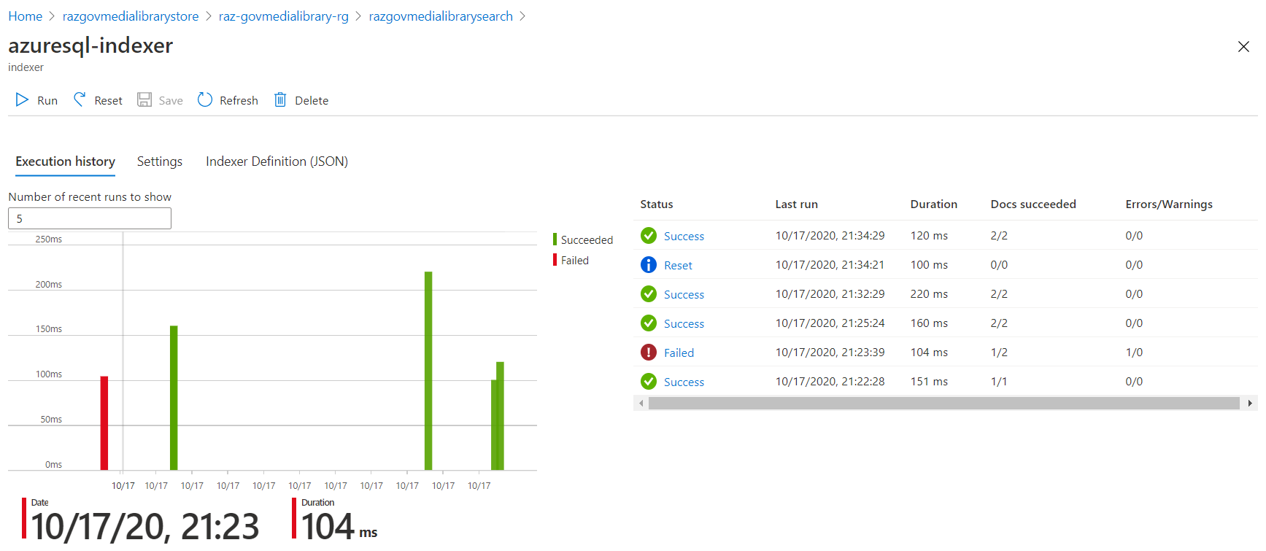 Home > razgovmedialibrarystore > raz-govmedialibrary-rg > razgovmedialibrarysearch >
azuresql-indexer
indexer
Run Reset Save Refresh Delete
Execution history Settings Indexer Definition (JSON)
Number of recent runs to show
5
250ms
200ms
150ms
100ms
50ms
0ms
10/17 10/17 10/17 10/17 10/17 10/17 10/17 10/17 10/17 10/17 10/17
Succeeded
Failed
Date
10/17/20, 21:23
Duration
104 ms
Status Last run Duration Docs succeeded Errors/Warnings
Success 10/17/2020, 21:34:29 120 ms 2/2 0/0
Reset 10/17/2020, 21:34:21 100 ms 0/0 0/0
Success 10/17/2020, 21:32:29 220 ms 2/2 0/0
Success 10/17/2020, 21:25:24 160 ms 2/2 0/0
Failed 10/17/2020, 21:23:39 104 ms 1/2 1/0
Success 10/17/2020, 21:22:28 151 ms 1/1 0/0